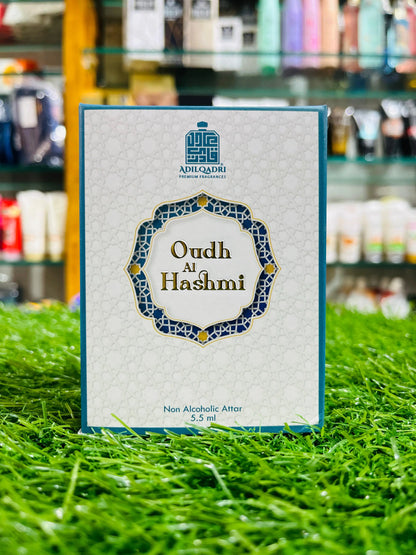 ADILQADRI
PREMIUM FRAGRANCES
Oudh
Al
Hashmi
Non Alcoholic Attar
5.5 ml